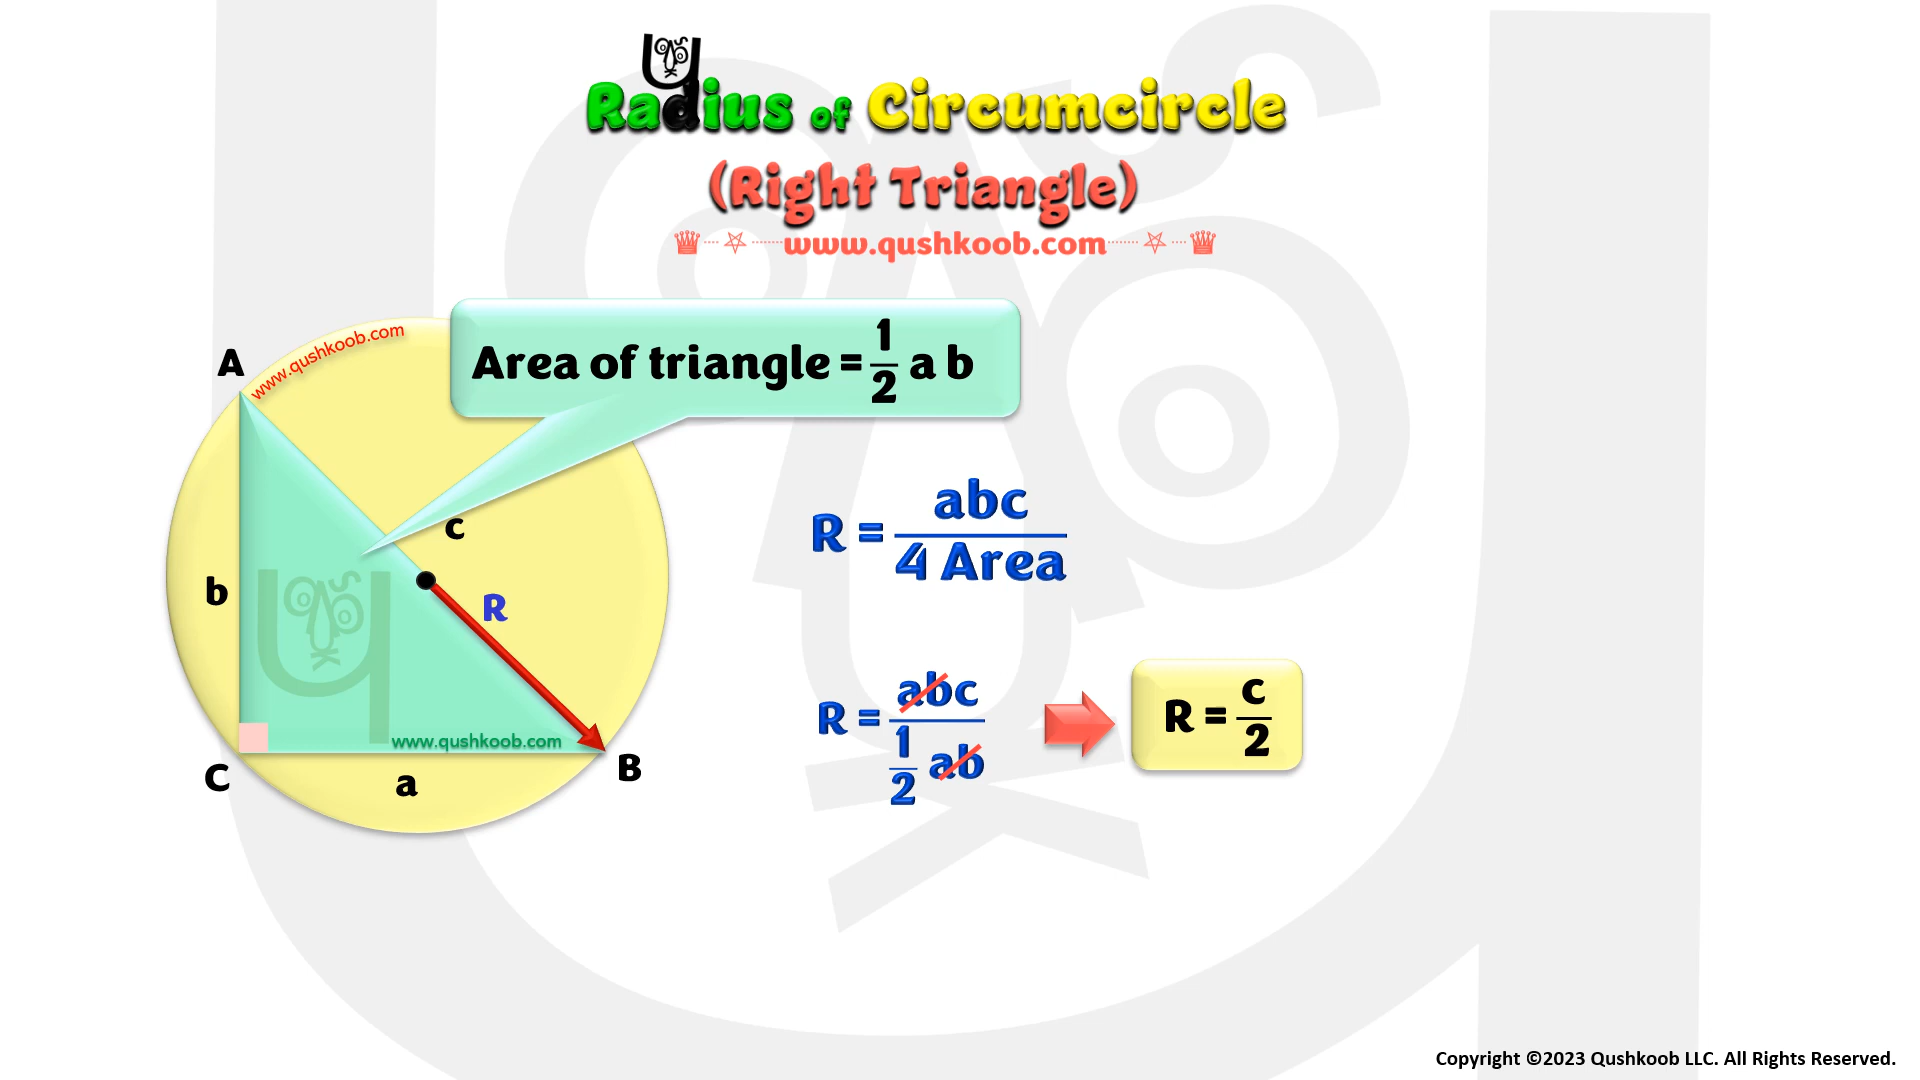 Radius of Circumcircle
(Right Triangle)
www.qushkoob.com
www.qushkoob.com
Area of triangle = 1/2 a b
A
c
b
R
www.qushkoob.com
C
a
B
R = abc / 4 Area
R = abc / 1/2 ab
R = c/2
Copyright ©2023 Qushkoob LLC. All Rights Reserved.